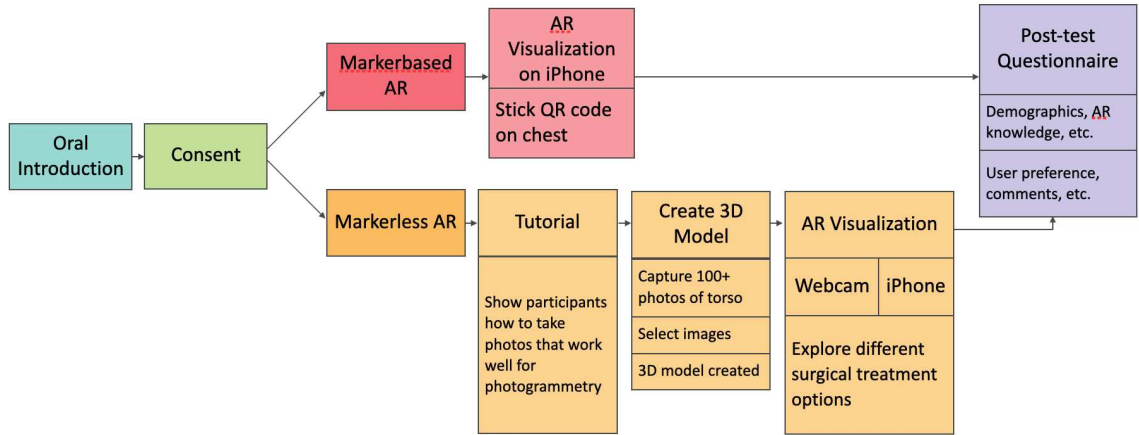 Oral
Introduction
Consent
Markerbased
AR
AR
Visualization
on iPhone
Stick QR code
on chest
Markerless AR
Tutorial
Show participants
how to take
photos that work
well for
photogrammetry
Create 3D
Model
Capture 100+
photos of torso
Select images
3D model created
AR Visualization
Webcam
iPhone
Explore different
surgical treatment
options
Post-test
Questionnaire
Demographics, AR
knowledge, etc.
User preference,
comments, etc.